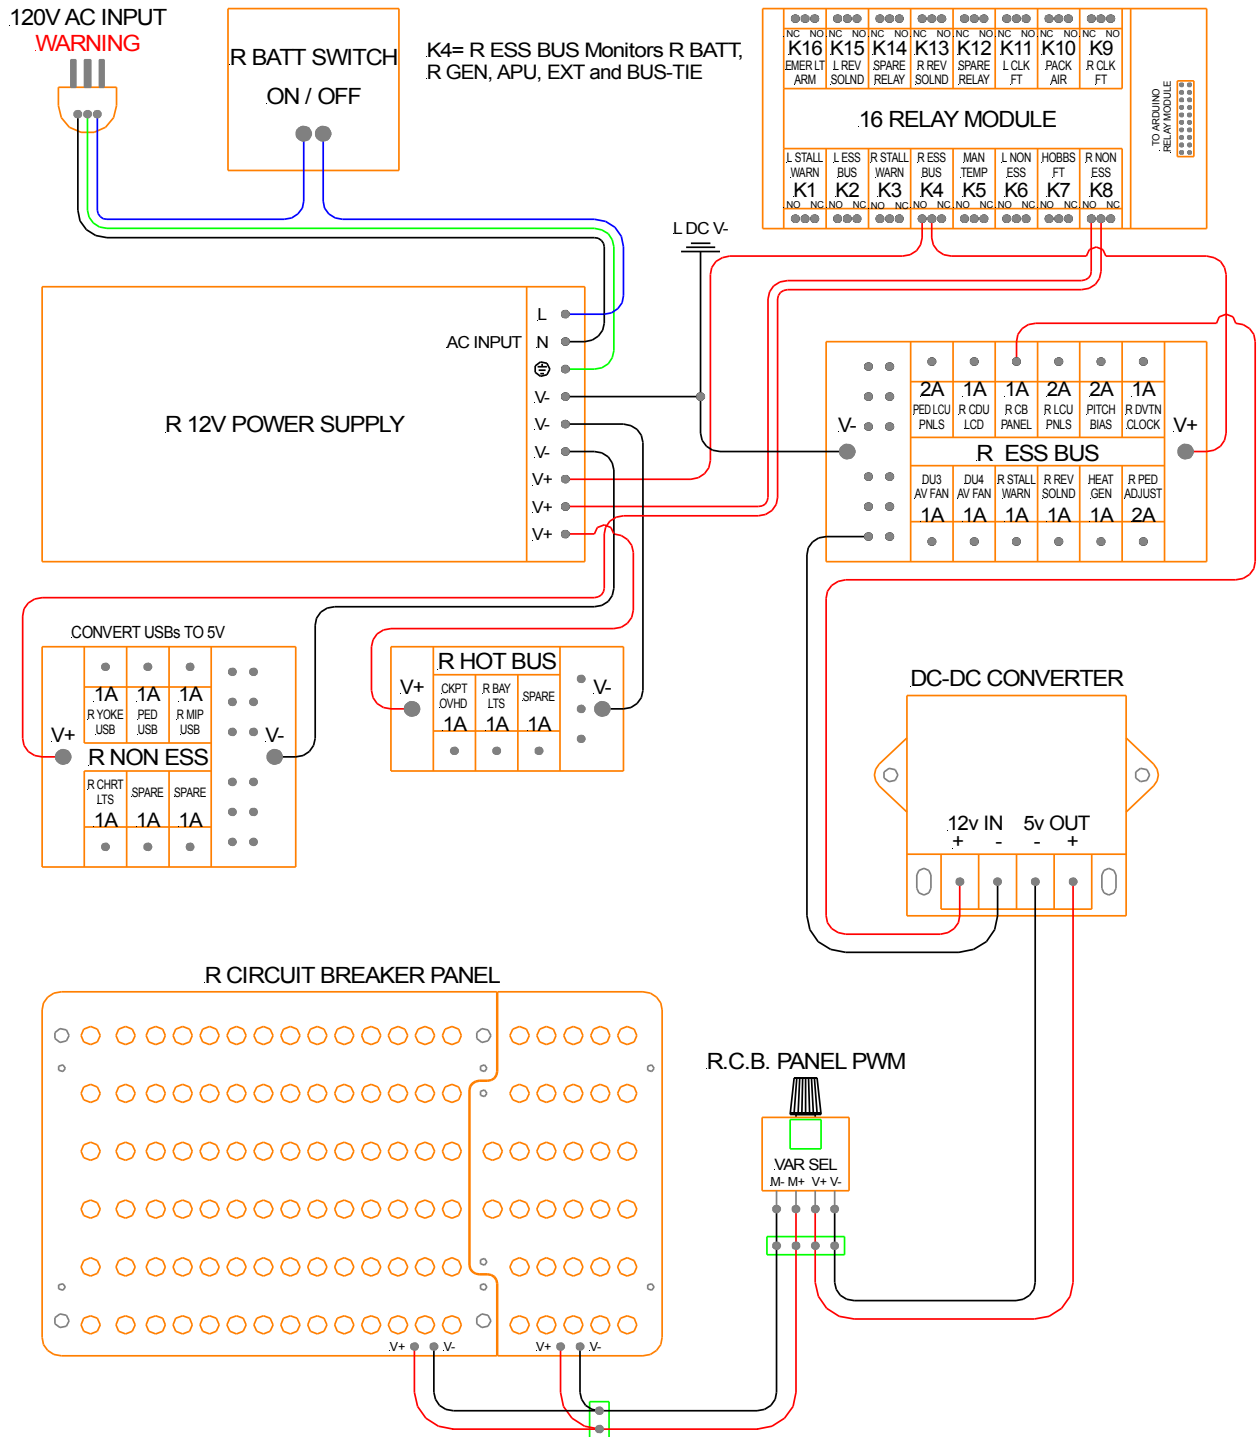 120V AC INPUT
WARNING
R BATT SWITCH
ON / OFF
K4= R ESS BUS Monitors R BATT,
R GEN, APU, EXT and BUS-TIE
NC NO NC NO NC NO NC NO NC NO NC NO NC NO NC NO
K16 K15 K14 K13 K12 K11 K10 K9
EMER LT L REV SPARE R REV SPARE L CLK PACK R CLK
ARM SOLND RELAY SOLND RELAY FT AIR FT
16 RELAY MODULE
TO ARDUINO
RELAY MODULE
L STALL L ESS R STALL R ESS MAN L NON HOBBS R NON
WARN BUS WARN BUS TEMP ESS FT ESS
K1 K2 K3 K4 K5 K6 K7 K8
NO NC NO NC NO NC NO NC NO NC NO NC NO NC NO NC
L DC V-
R 12V POWER SUPPLY
AC INPUT
L
N
V-
V-
V-
V+
V+
V+
2A 1A 1A 2A 2A 1A
PED LCU R CDU R CB R LCU PITCH R DVTN
PNLS LCD PANEL PNLS BIAS CLOCK
V- R ESS BUS V+
DU3 DU4 R STALL R REV HEAT R PED
AV FAN AV FAN WARN SOLND GEN ADJUST
1A 1A 1A 1A 1A 2A
CONVERT USBs TO 5V
1A 1A 1A
R YOKE PED R MIP
USB USB USB
V+ R NON ESS V-
R CHRT SPARE SPARE
LTS
1A 1A 1A
R HOT BUS
V+ V-
CKPT R BAY SPARE
OVHD LTS
1A 1A 1A
DC-DC CONVERTER
12v IN 5v OUT
+ - - +
R CIRCUIT BREAKER PANEL
V+ V- V+ V-
R.C.B. PANEL PWM
VAR SEL
M- M+ V+ V-